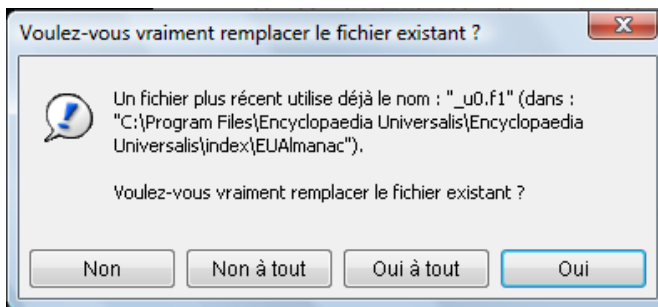 Voulez-vous vraiment remplacer le fichier existant ?
Un fichier plus récent utilise déjà le nom : "_u0.f1" (dans :
"C:\Program Files\Encyclopaedia Universalis\Encyclopaedia
Universalis\index\EUAlmanac").
Voulez-vous vraiment remplacer le fichier existant ?
Non Non à tout Oui à tout Oui